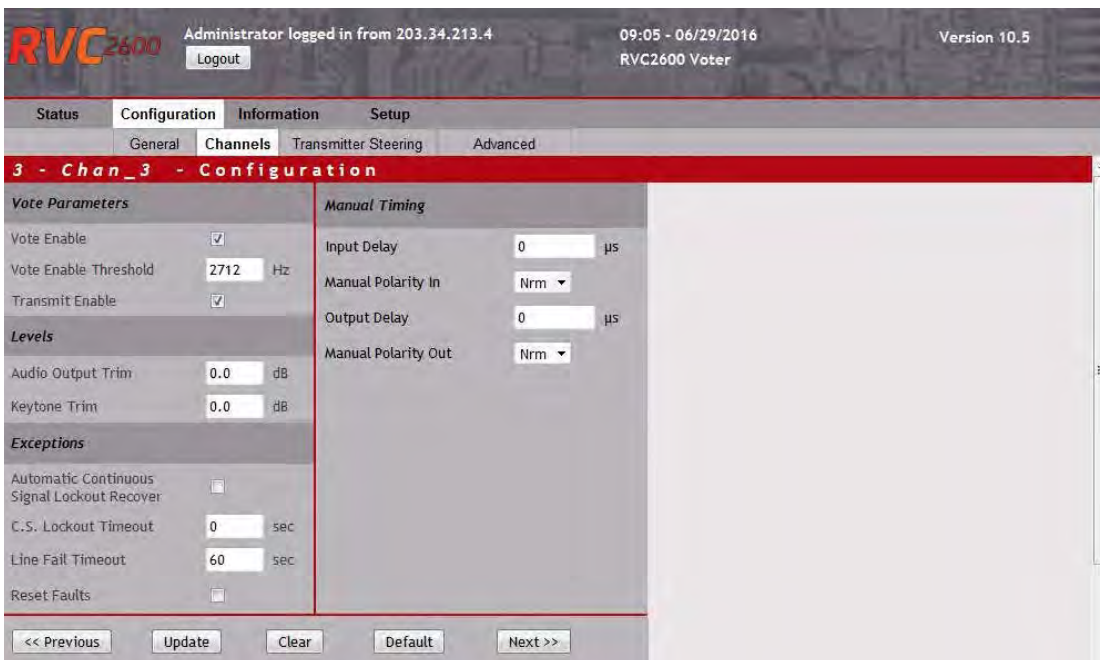 RVC2600
Administrator logged in from 203.34.213.4
Logout
09:05 - 06/29/2016
RVC2600 Voter
Version 10.5
Status Configuration Information Setup
General Channels Transmitter Steering Advanced
3 - Chan_3 - Configuration
Vote Parameters
Vote Enable
Vote Enable Threshold 2712 Hz
Transmit Enable
Levels
Audio Output Trim 0.0 dB
Keytone Trim 0.0 dB
Exceptions
Automatic Continuous
Signal Lockout Recover
C.S. Lockout Timeout 0 sec
Line Fail Timeout 60 sec
Reset Faults
Manual Timing
Input Delay 0 µs
Manual Polarity In Nrm
Output Delay 0 µs
Manual Polarity Out Nrm
<< Previous Update Clear Default Next >>